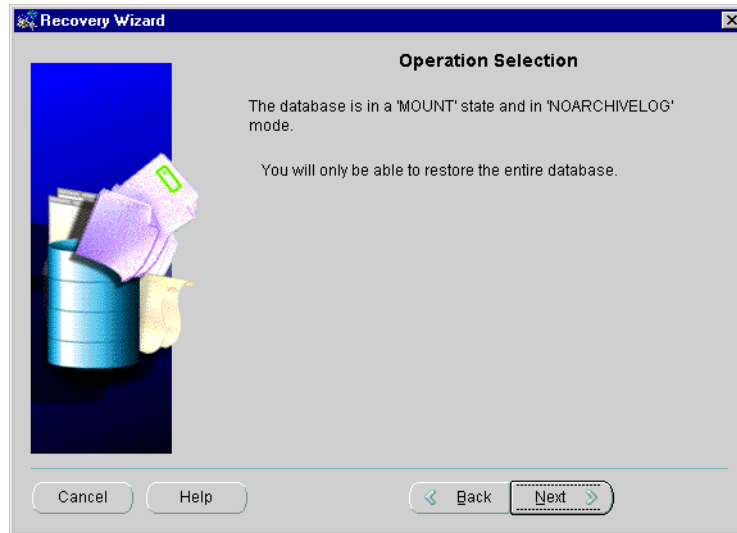 Recovery Wizard
Operation Selection
The database is in a 'MOUNT' state and in 'NOARCHIVELOG'
mode.
You will only be able to restore the entire database.
Cancel
Help
Back
Next